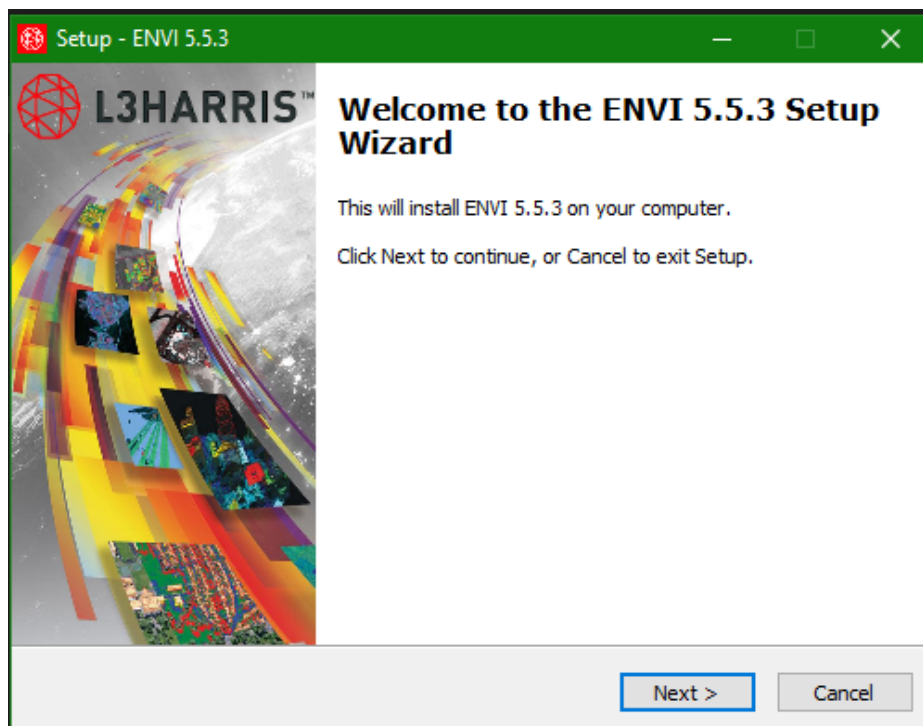 Setup - ENVI 5.5.3
L3HARRIS™
Welcome to the ENVI 5.5.3 Setup
Wizard
This will install ENVI 5.5.3 on your computer.
Click Next to continue, or Cancel to exit Setup.
Next >
Cancel